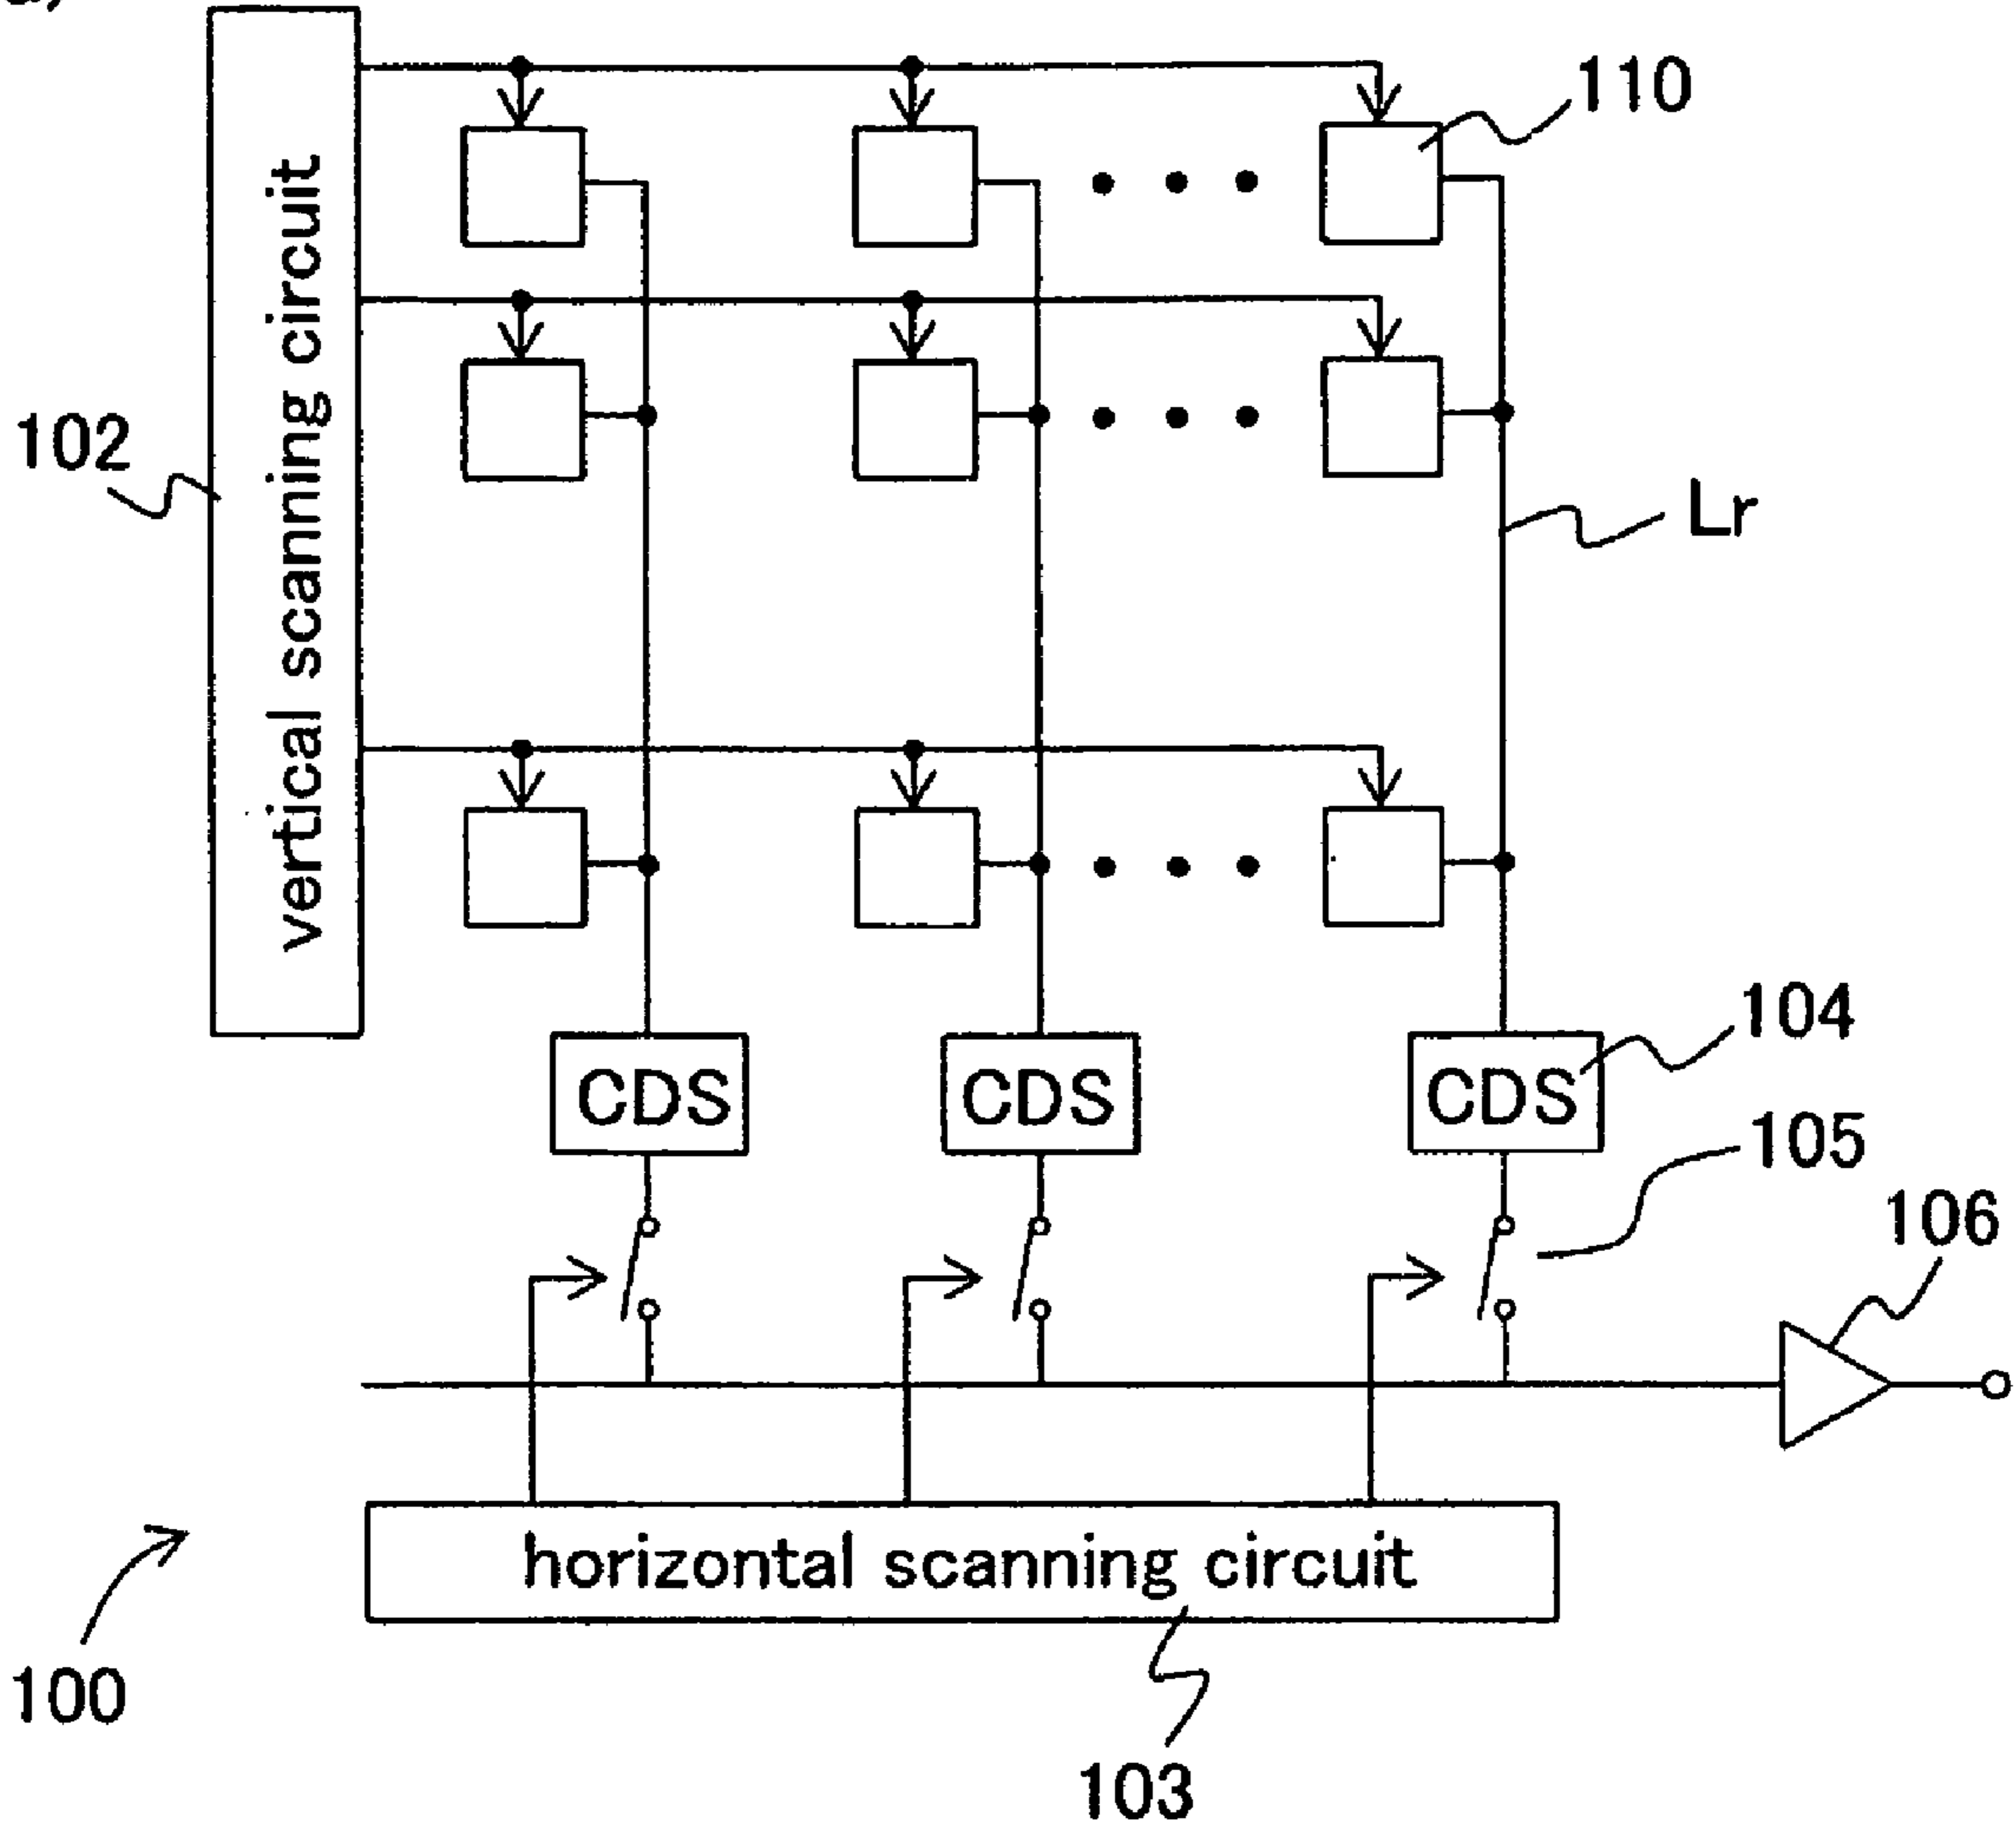 110
vertical scanning circuit
102
Lr
104
CDS
CDS
CDS
105
106
horizontal scanning circuit
100
103